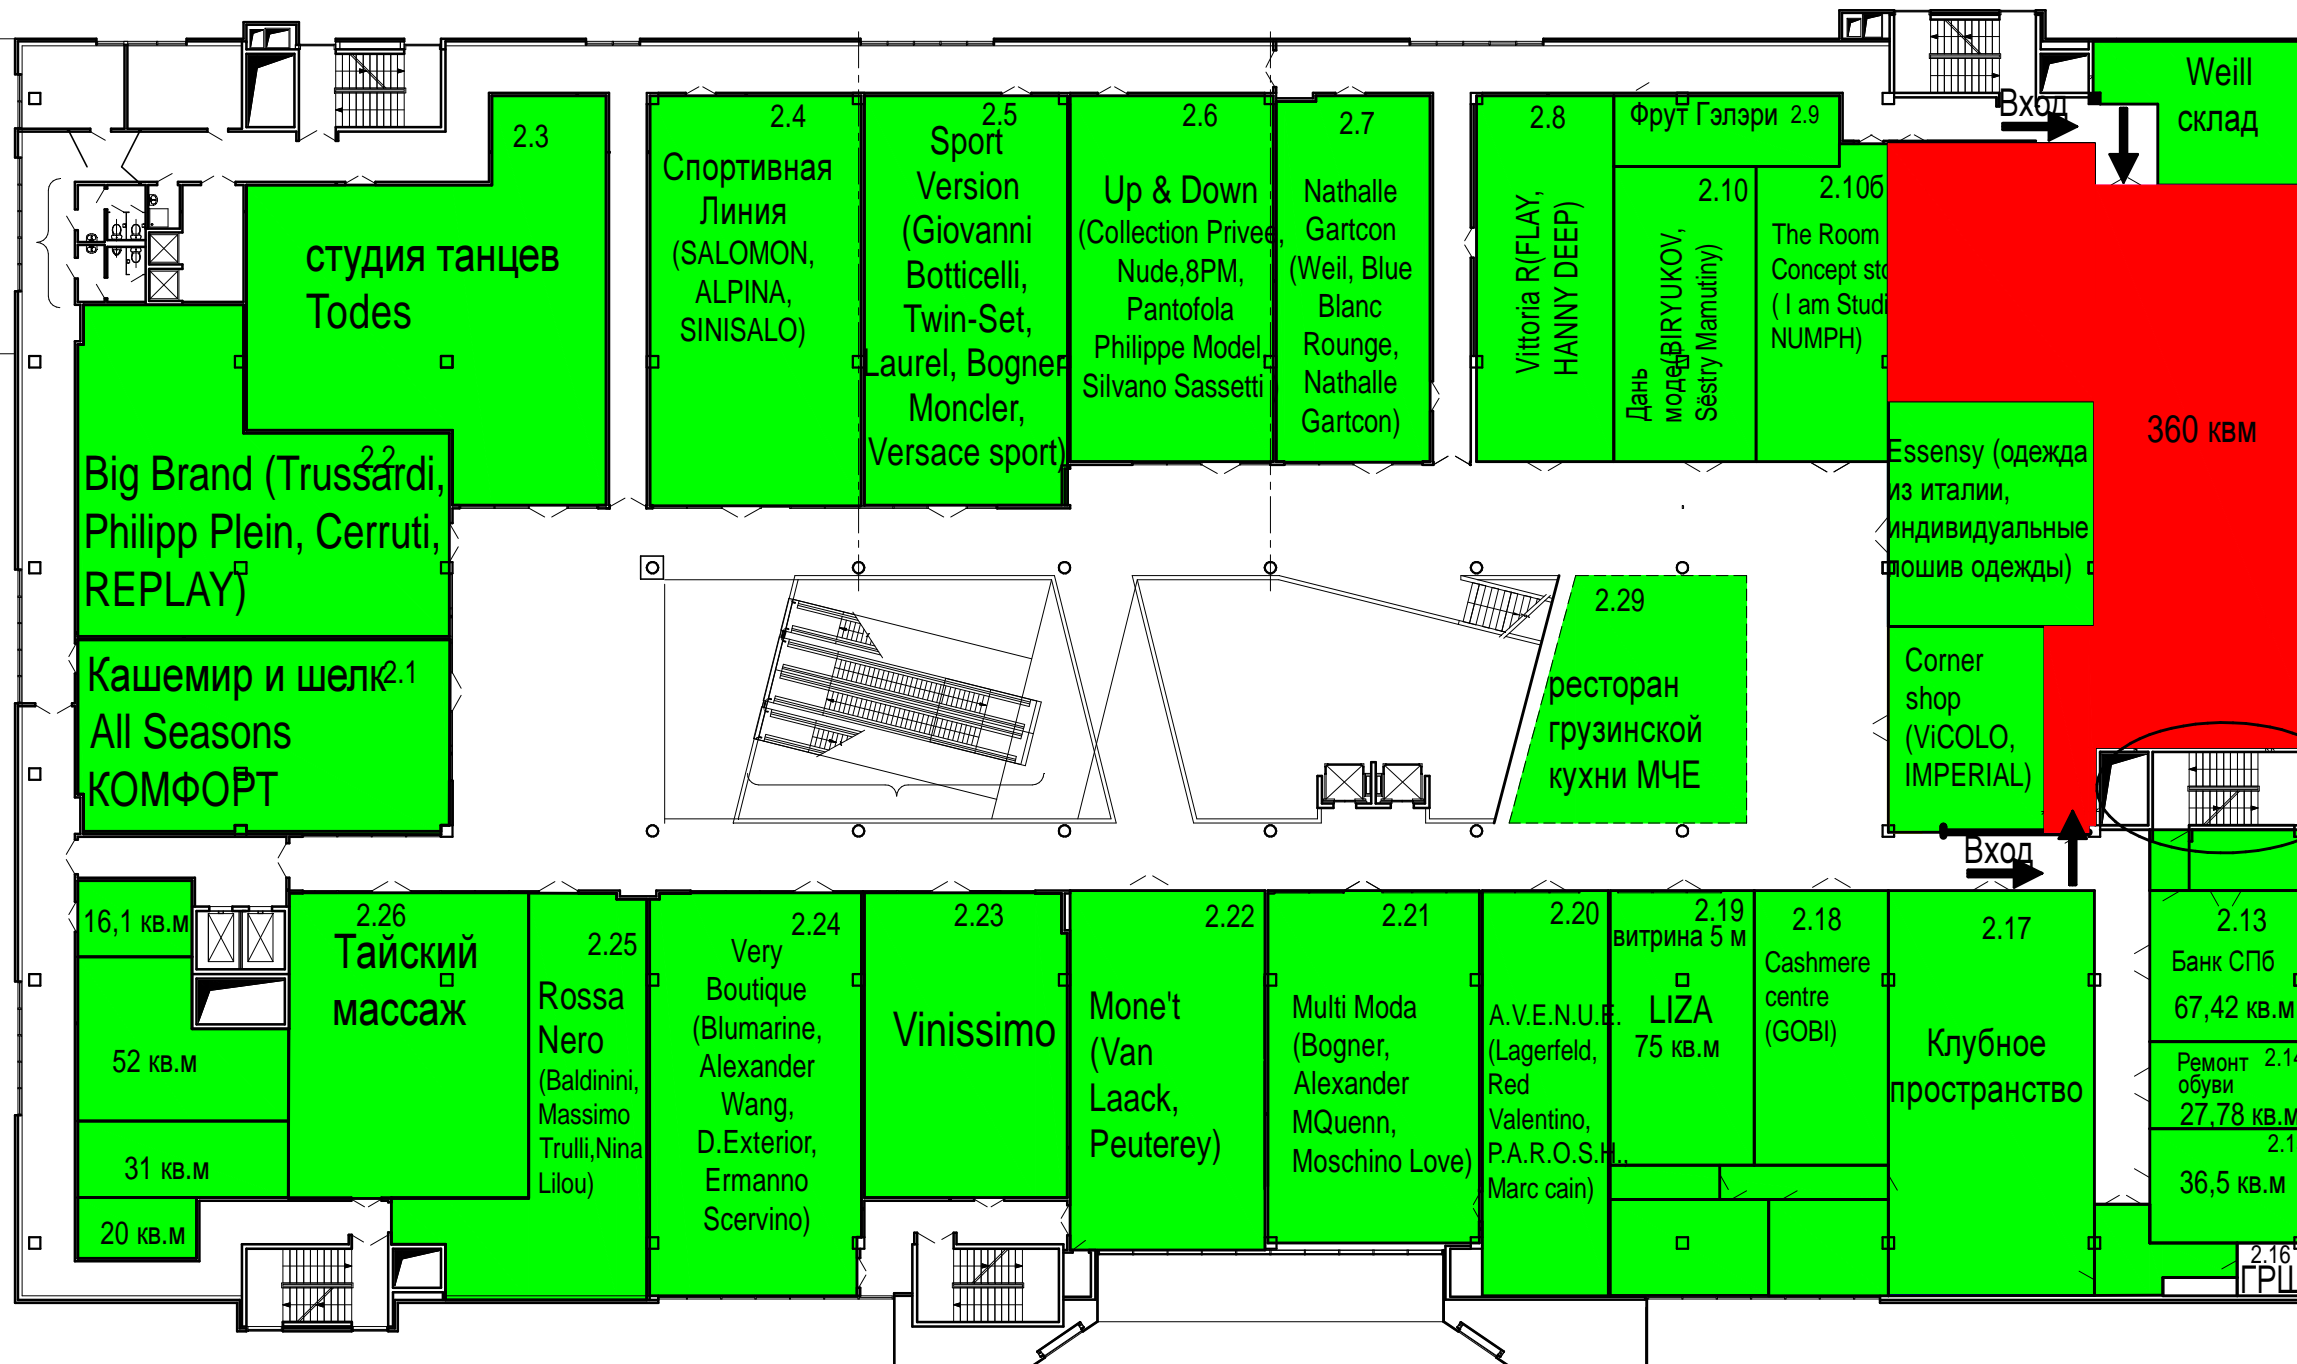 2.3
студия танцев
Todes
2.4
Спортивная
Линия
(SALOMON,
ALPINA,
SINISALO)
2.5
Sport
Version
(Giovanni
Botticelli,
Twin-Set,
Laurel, Bogner
Moncler,
Versace sport)
2.6
Up & Down
(Collection Privee,
Nude,8PM,
Pantofola
Philippe Model
Silvano Sassetti
2.7
Nathalle
Gartcon
(Weil, Blue
Blanc
Rounge,
Nathalle
Gartcon)
2.8
Vittoria R(FLAY,
HANNY DEEP)
Фрут Гэлэри 2.9
2.10
Дань
моде(BIRYUKOV,
Sёstry Mamutiny)
2.10б
The Room
Concept sto
( I am Studi
NUMPH)
Вход
Weill
склад
360 квм
Essensy (одежда
из италии,
индивидуальные
пошив одежды)
Corner
shop
(ViCOLO,
IMPERIAL)
2.2
Big Brand (Trussardi,
Philipp Plein, Cerruti,
REPLAY)
Кашемир и шелк 2.1
All Seasons
КОМФОРТ
2.29
ресторан
грузинской
кухни МЧЕ
Вход
16,1 кв.м
52 кв.м
31 кв.м
20 кв.м
2.26
Тайский
массаж
2.25
Rossa
Nero
(Baldinini,
Massimo
Trulli,Nina
Lilou)
2.24
Very
Boutique
(Blumarine,
Alexander
Wang,
D.Exterior,
Ermanno
Scervino)
2.23
Vinissimo
2.22
Mone't
(Van
Laack,
Peuterey)
2.21
Multi Moda
(Bogner,
Alexander
MQuenn,
Moschino Love)
2.20
A.V.E.N.U.E.
(Lagerfeld,
Red
Valentino,
P.A.R.O.S.H.,
Marc cain)
2.19
витрина 5 м
LIZA
75 кв.м
2.18
Cashmere
centre
(GOBI)
2.17
Клубное
пространство
2.13
Банк СПб
67,42 кв.м
Ремонт 2.14
обуви
27,78 кв.м
2.1
36,5 кв.м
2.16
ГРЩ